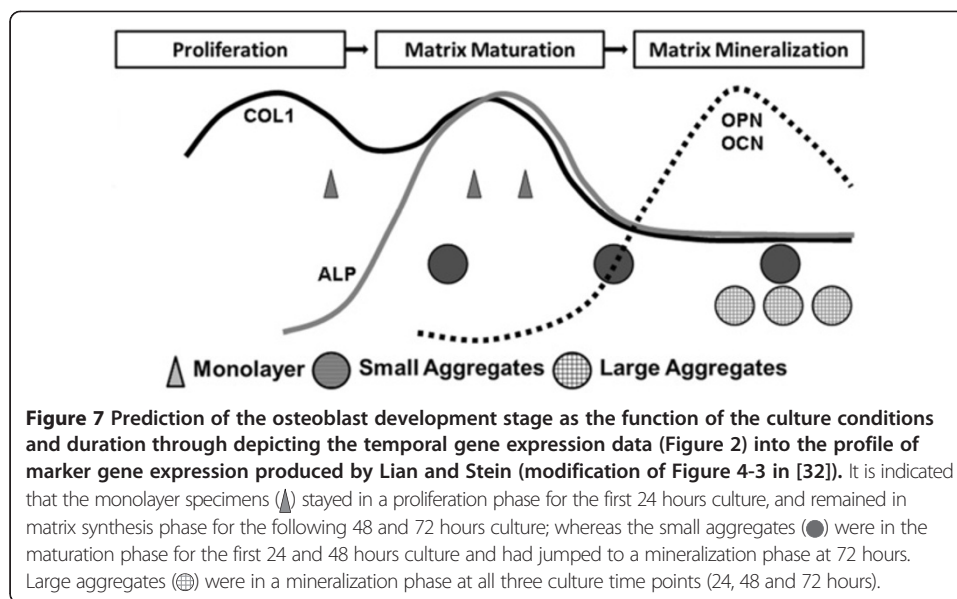 Proliferation Matrix Maturation Matrix Mineralization
COL1
OPN
OCN
ALP
Monolayer Small Aggregates Large Aggregates
Figure 7 Prediction of the osteoblast development stage as the function of the culture conditions
and duration through depicting the temporal gene expression data (Figure 2) into the profile of
marker gene expression produced by Lian and Stein (modification of Figure 4-3 in [32]). It is indicated
that the monolayer specimens () stayed in a proliferation phase for the first 24 hours culture, and remained in
matrix synthesis phase for the following 48 and 72 hours culture; whereas the small aggregates () were in the
maturation phase for the first 24 and 48 hours culture and had jumped to a mineralization phase at 72 hours.
Large aggregates () were in a mineralization phase at all three culture time points (24, 48 and 72 hours).